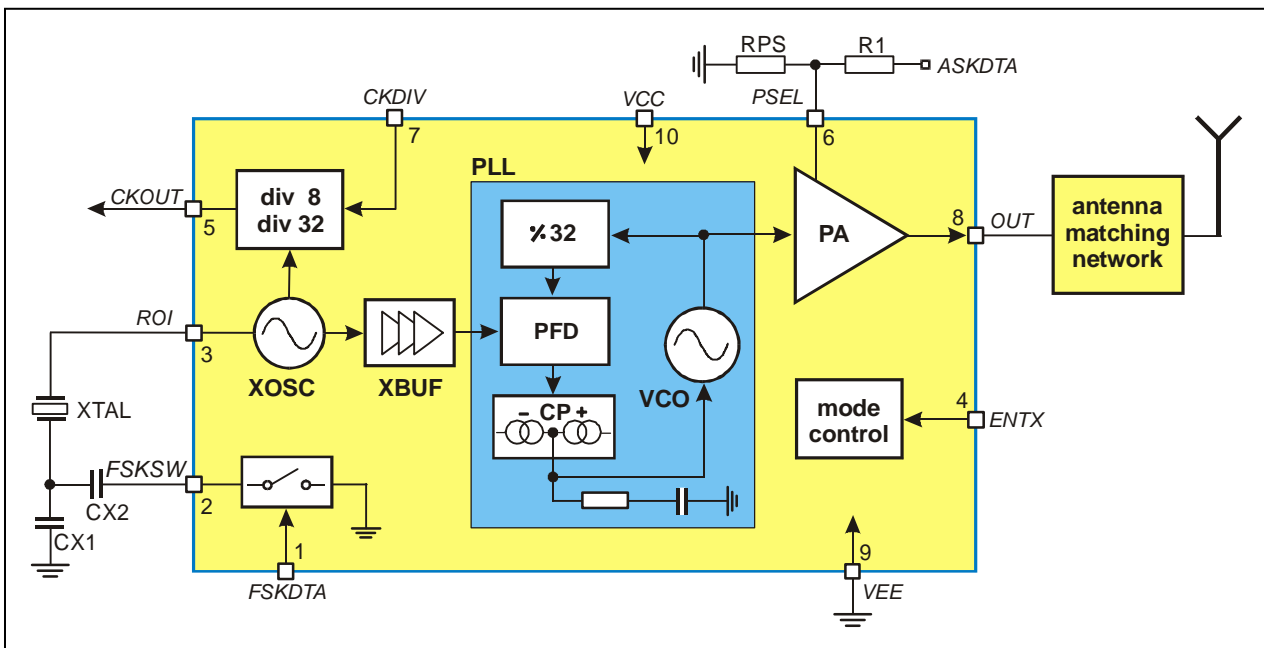 RPS
R1
ASKDTA
CKDIV
VCC
PSEL
7
10
6
PLL
CKOUT
5
div 8
div 32
٪ 32
PA
8
OUT
antenna
matching
network
ROI
3
XOSC
XBUF
PFD
VCO
XTAL
- CP +
mode
control
4
ENTX
FSKSW
2
CX2
CX1
1
FSKDTA
9
VEE